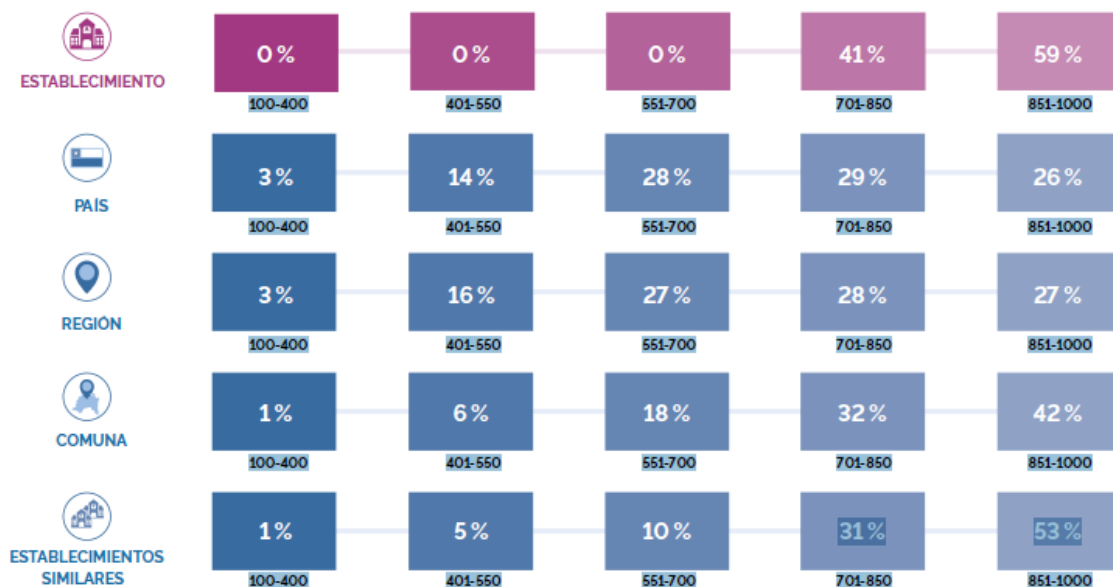 0 % 0 % 0 % 41 % 59 %
ESTABLECIMIENTO
100-400 401-550 551-700 701-850 851-1000
3 % 14 % 28 % 29 % 26 %
PAÍS
100-400 401-550 551-700 701-850 851-1000
3 % 16 % 27 % 28 % 27 %
REGIÓN
100-400 401-550 551-700 701-850 851-1000
1 % 6 % 18 % 32 % 42 %
COMUNA
100-400 401-550 551-700 701-850 851-1000
1 % 5 % 10 % 31 % 53 %
ESTABLECIMIENTOS
SIMILARES
100-400 401-550 551-700 701-850 851-1000